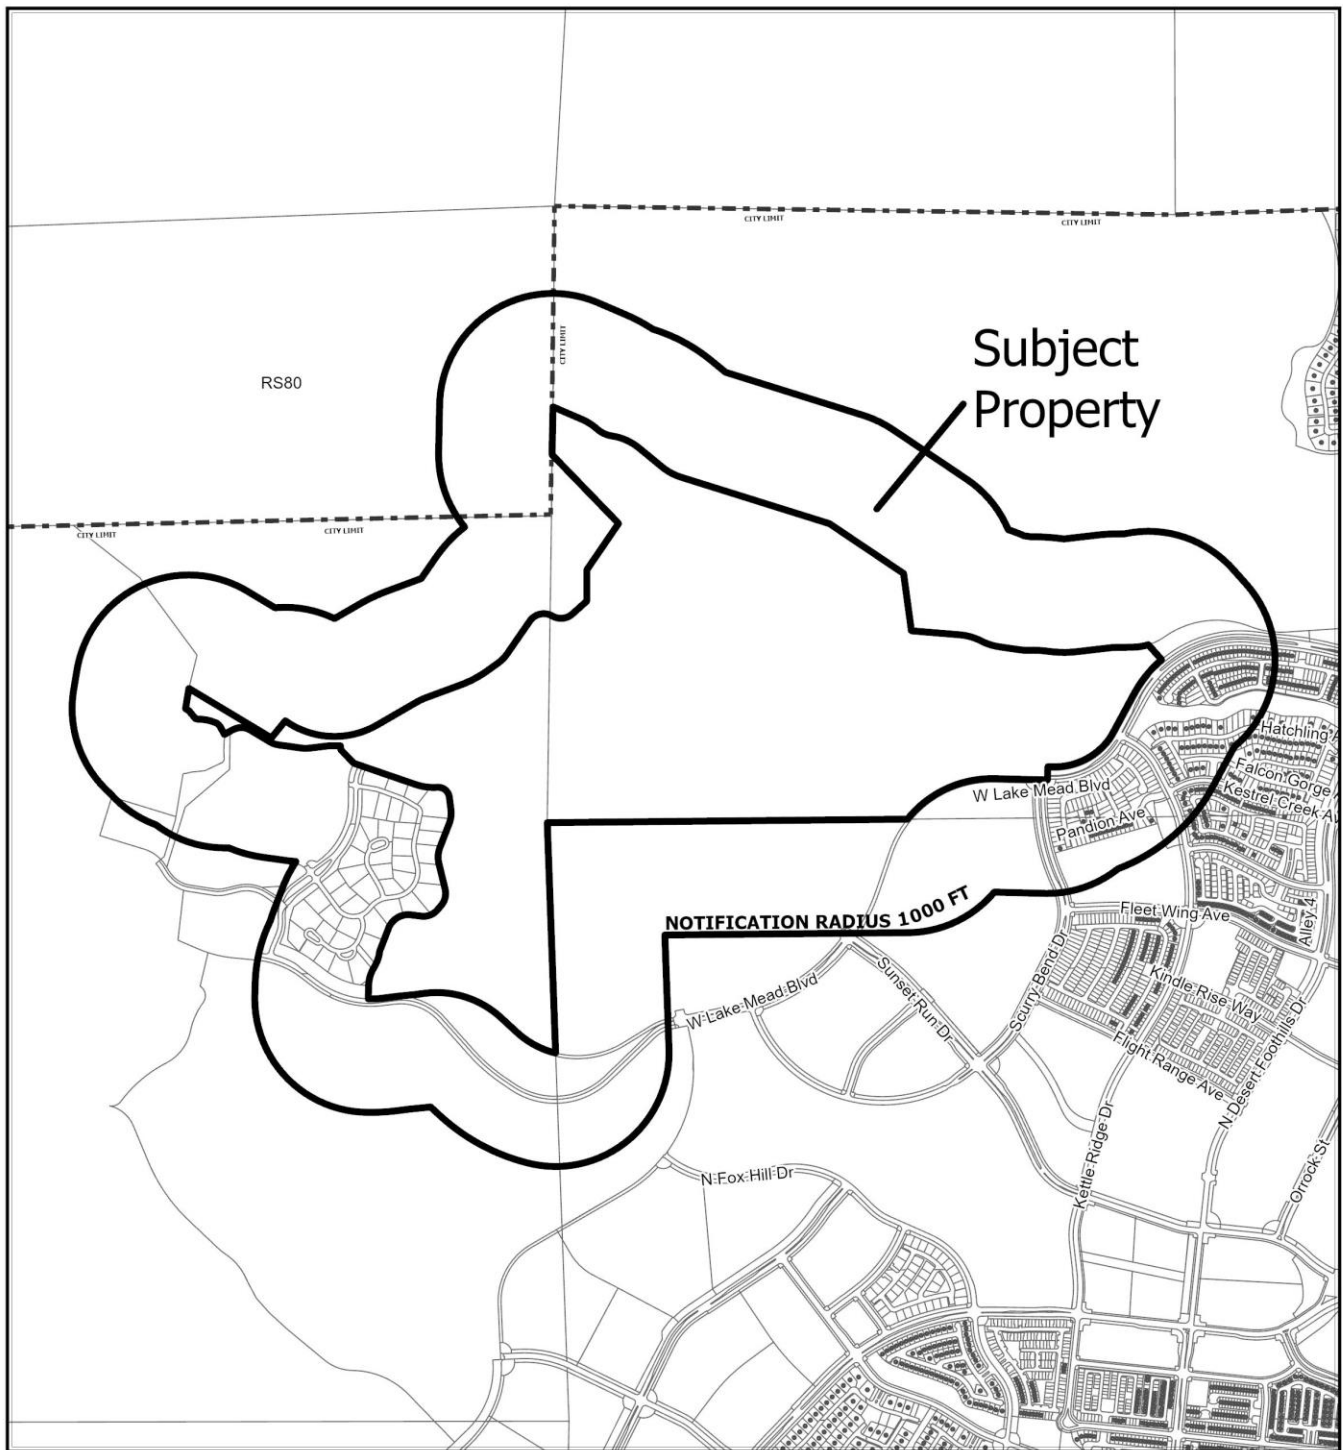 CITY LIMIT
CITY LIMIT
CITY LIMIT
Subject
Property
RS80
CITY LIMIT
CITY LIMIT
Hatchling
Falcon Gorge
Kestrel Creek
W Lake Mead Blvd
Pandion Ave
NOTIFICATION RADIUS 1000 FT
Fleet Wing Ave
Alley 4
Sunset Run Dr
Scurry Bend Dr
Kindle Rise Way
W Lake Mead Blvd
Flight Range Ave
N Desert Foothills Dr
Kettle Ridge Dr
Orrock St
N Fox Hill Dr